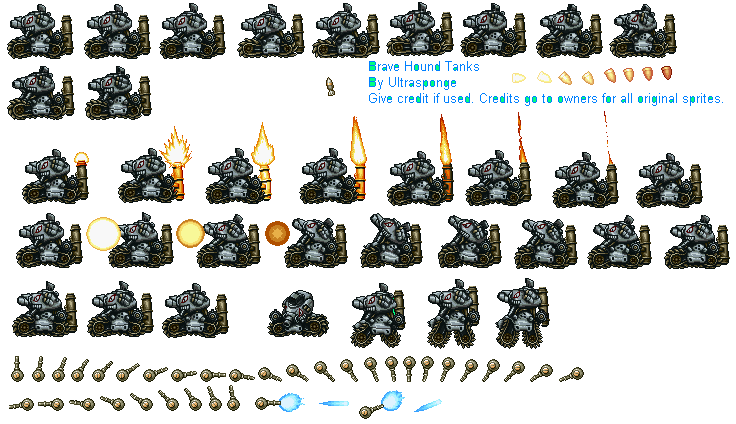 Brave Hound Tanks
By Ultrasponge
Give credit if used. Credits go to owners for all original sprites.